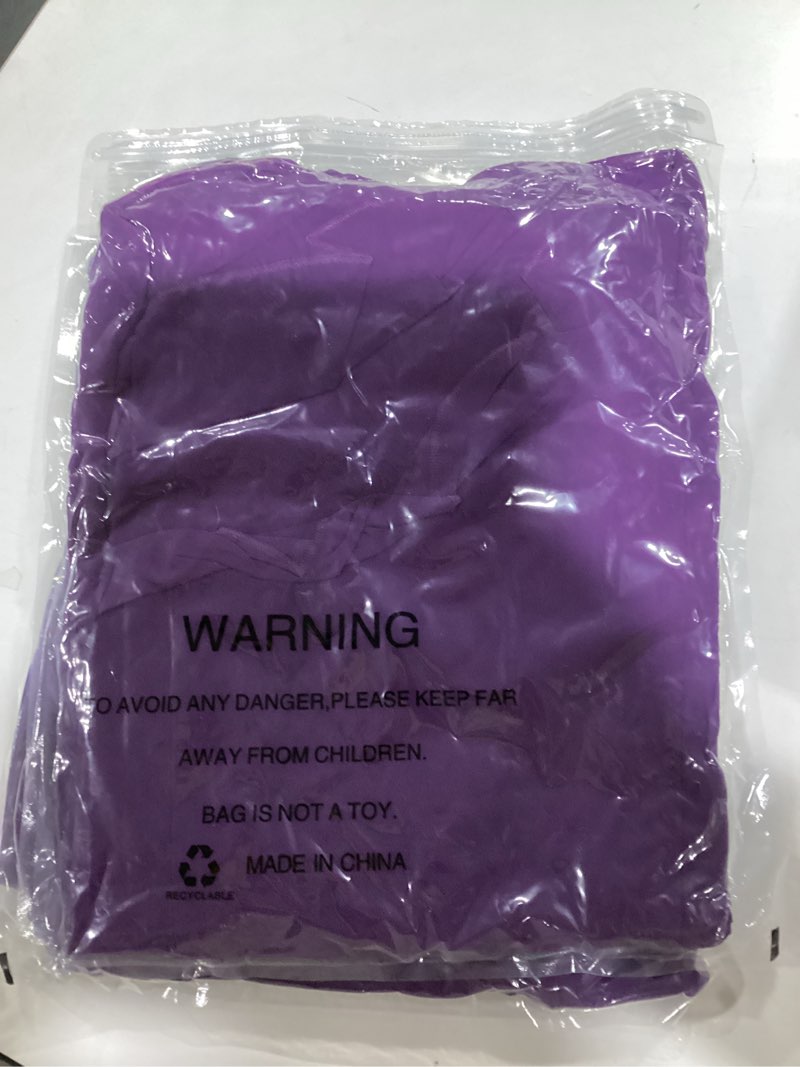 WARNING
TO AVOID ANY DANGER,PLEASE KEEP FAR
AWAY FROM CHILDREN.
BAG IS NOT A TOY.
MADE IN CHINA
RECYCLABLE